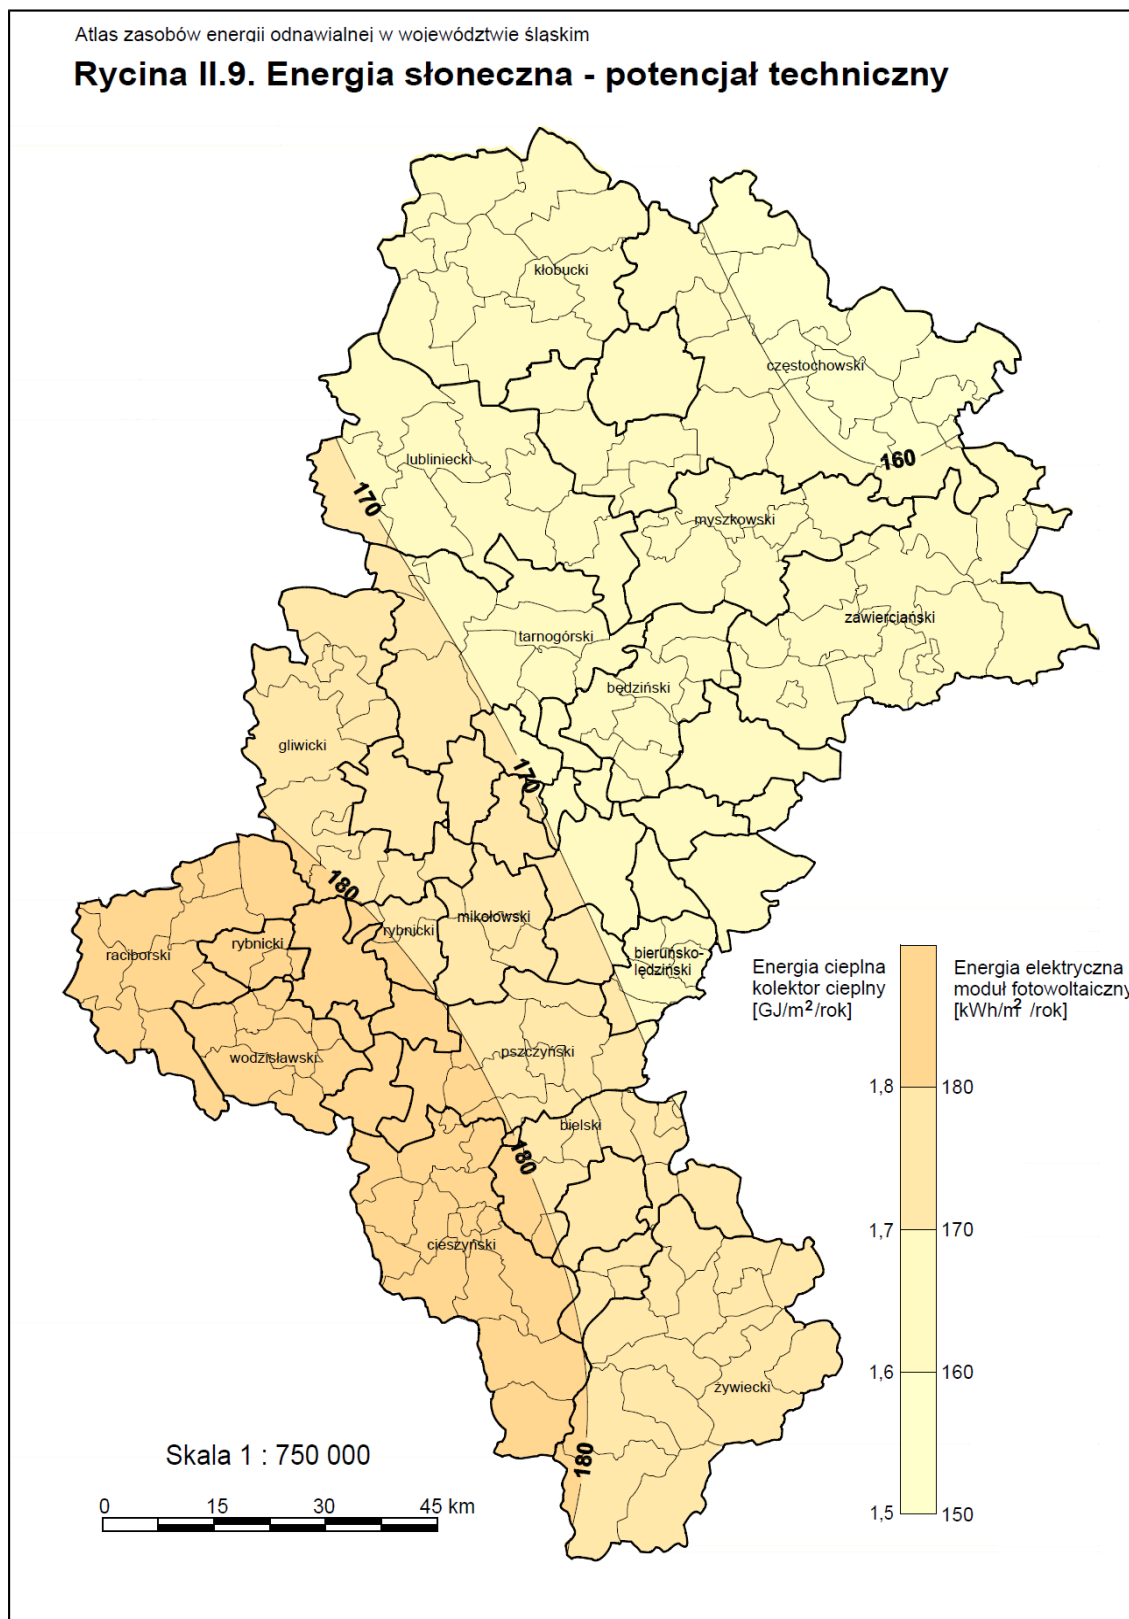 Atlas zasobów energii odnawialnej w województwie śląskim
Rycina II.9. Energia słoneczna - potencjał techniczny
kłobucki
częstochowski
lubliniecki
160
170
myszkowski
zawierciański
tarnogórski
będziński
gliwicki
170
180
mikołowski
rybnicki
rybnicki
raciborski
bieruńsko-
lędziński
pszczyński
wodzisławski
bielski
180
cieszyński
żywiecki
180
Energia cieplna
kolektor cieplny
[GJ/m²/rok]
Energia elektryczna
moduł fotowoltaiczny
[kWh/m² /rok]
1,8 180
1,7 170
1,6 160
1,5 150
Skala 1 : 750 000
0 15 30 45 km